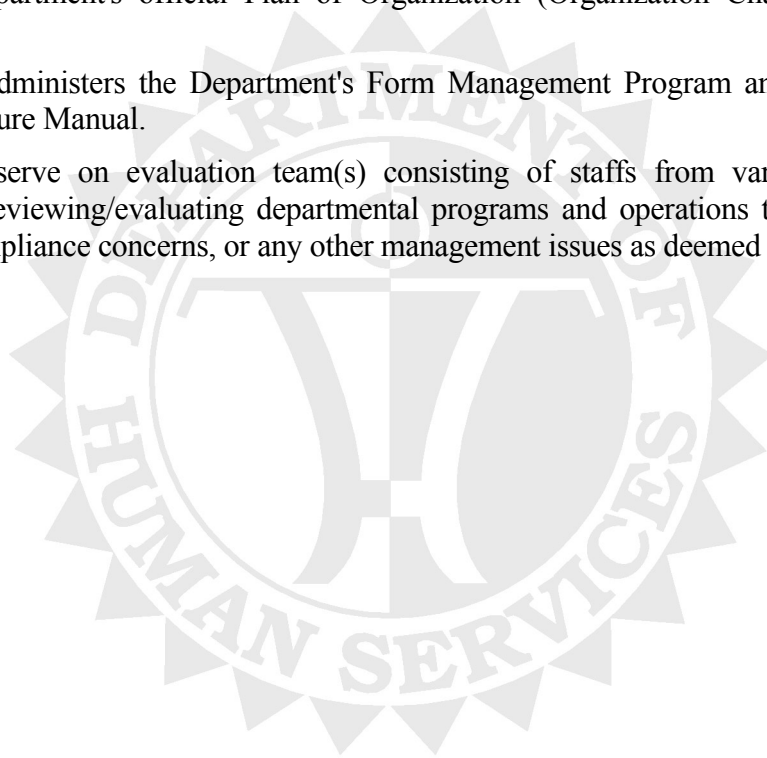 partment's official Plan of Organization (Organization Cha
dministers the Department's Form Management Program an
ure Manual.
serve on evaluation team(s) consisting of staffs from var
eviewing/evaluating departmental programs and operations t
pliance concerns, or any other management issues as deemed
DEPARTMENT OF
HUMAN SERVICES